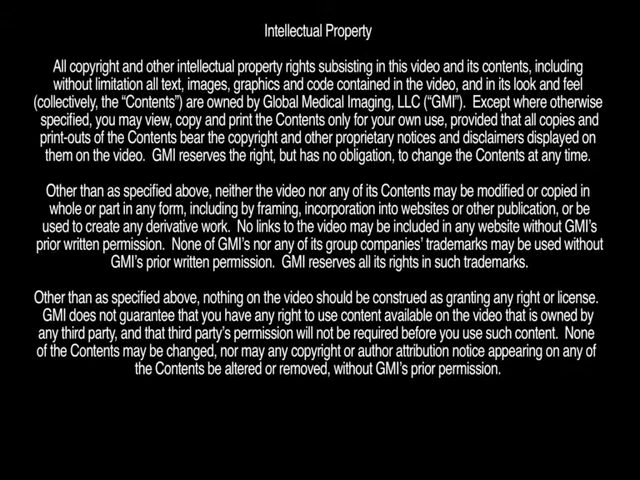 Intellectual Property
All copyright and other intellectual property rights subsisting in this video and its contents, including
without limitation all text, images, graphics and code contained in the video, and in its look and feel
(collectively, the “Contents”) are owned by Global Medical Imaging, LLC (“GMI”).  Except where otherwise
specified, you may view, copy and print the Contents only for your own use, provided that all copies and
print-outs of the Contents bear the copyright and other proprietary notices and disclaimers displayed on
them on the video.  GMI reserves the right, but has no obligation, to change the Contents at any time.
Other than as specified above, neither the video nor any of its Contents may be modified or copied in
whole or part in any form, including by framing, incorporation into websites or other publication, or be
used to create any derivative work.  No links to the video may be included in any website without GMI’s
prior written permission.  None of GMI’s nor any of its group companies’ trademarks may be used without
GMI’s prior written permission.  GMI reserves all its rights in such trademarks.
Other than as specified above, nothing on the video should be construed as granting any right or license.
GMI does not guarantee that you have any right to use content available on the video that is owned by
any third party, and that third party’s permission will not be required before you use such content.  None
of the Contents may be changed, nor may any copyright or author attribution notice appearing on any of
the Contents be altered or removed, without GMI’s prior permission.